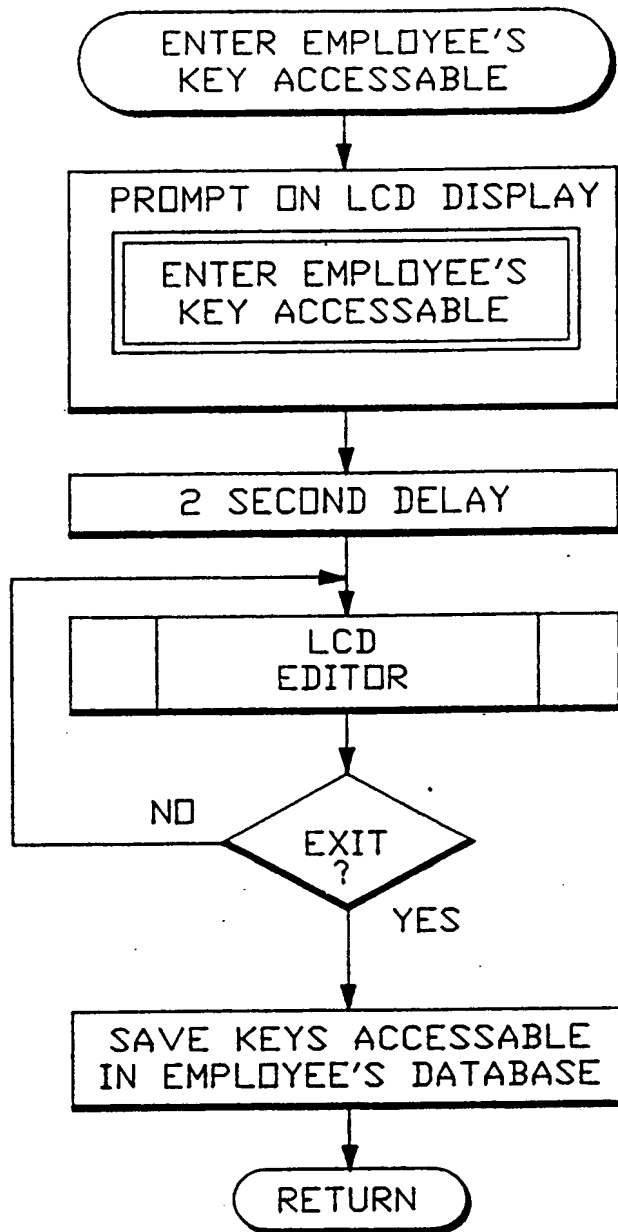 ENTER EMPLOYEE'S
KEY ACCESSABLE
PROMPT ON LCD DISPLAY
ENTER EMPLOYEE'S
KEY ACCESSABLE
2 SECOND DELAY
LCD
EDITOR
NO
EXIT
?
YES
SAVE KEYS ACCESSABLE
IN EMPLOYEE'S DATABASE
RETURN